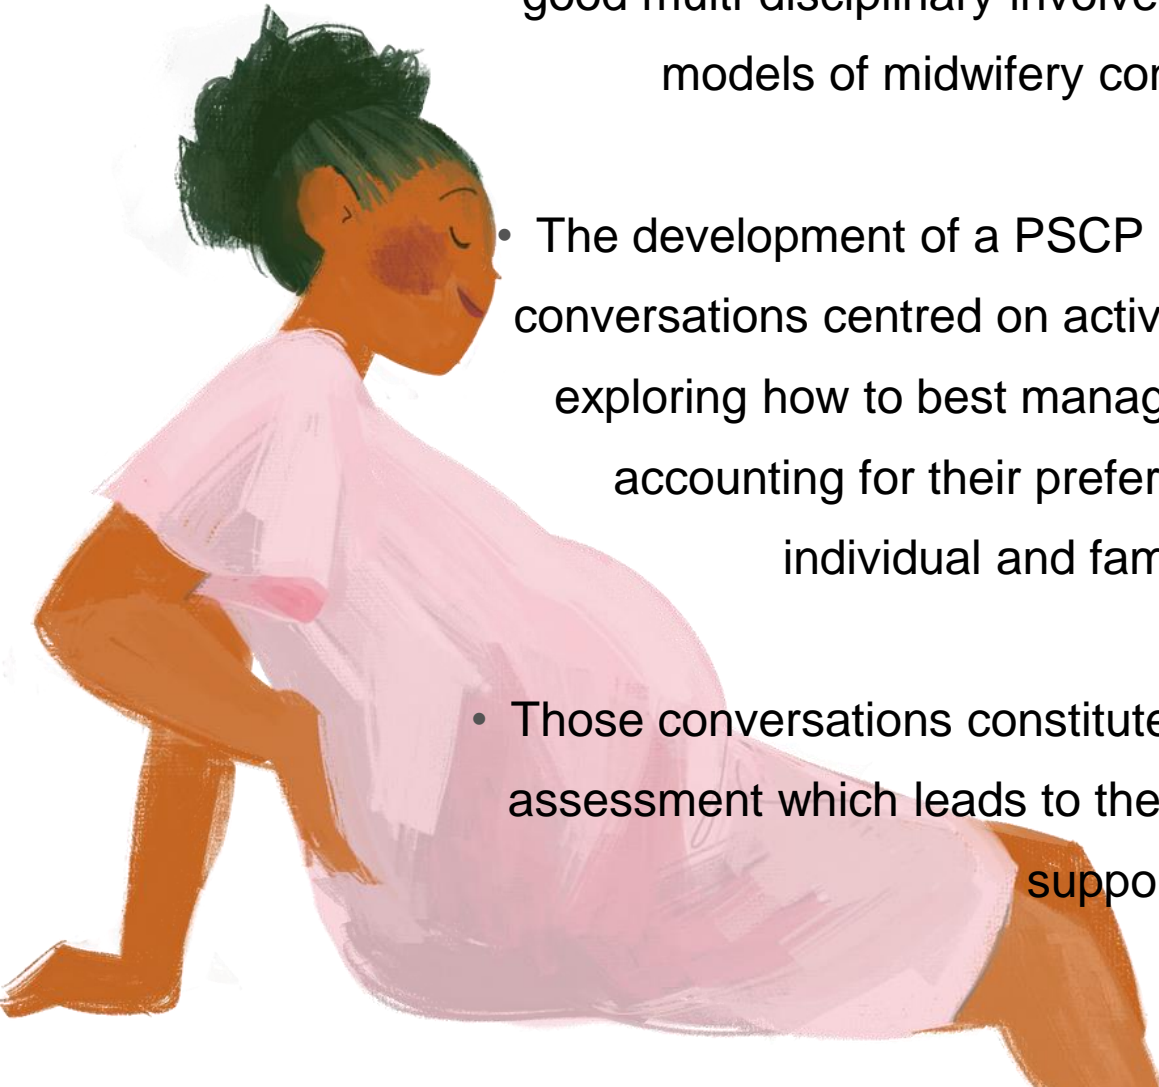 good multi-disciplinary involve
models of midwifery cor
• The development of a PSCP
conversations centred on activ
exploring how to best manag
accounting for their prefer
individual and fam
• Those conversations constitute
assessment which leads to the
suppo